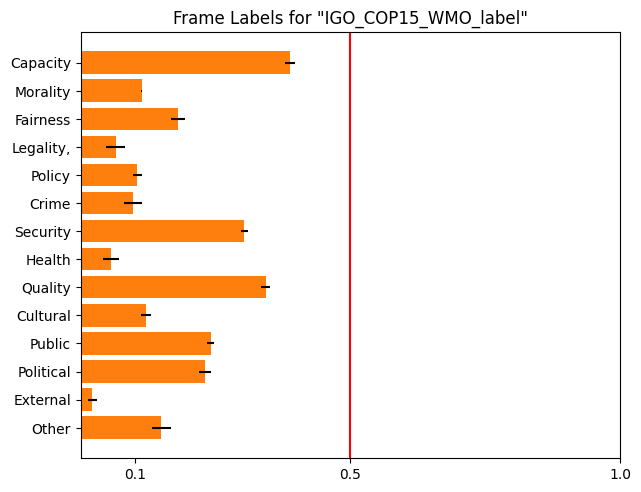 Frame Labels for "IGO_COP15_WMO_label"
Capacity
Morality
Fairness
Legality,
Policy
Crime
Security
Health
Quality
Cultural
Public
Political
External
Other
0.1 0.5 1.0